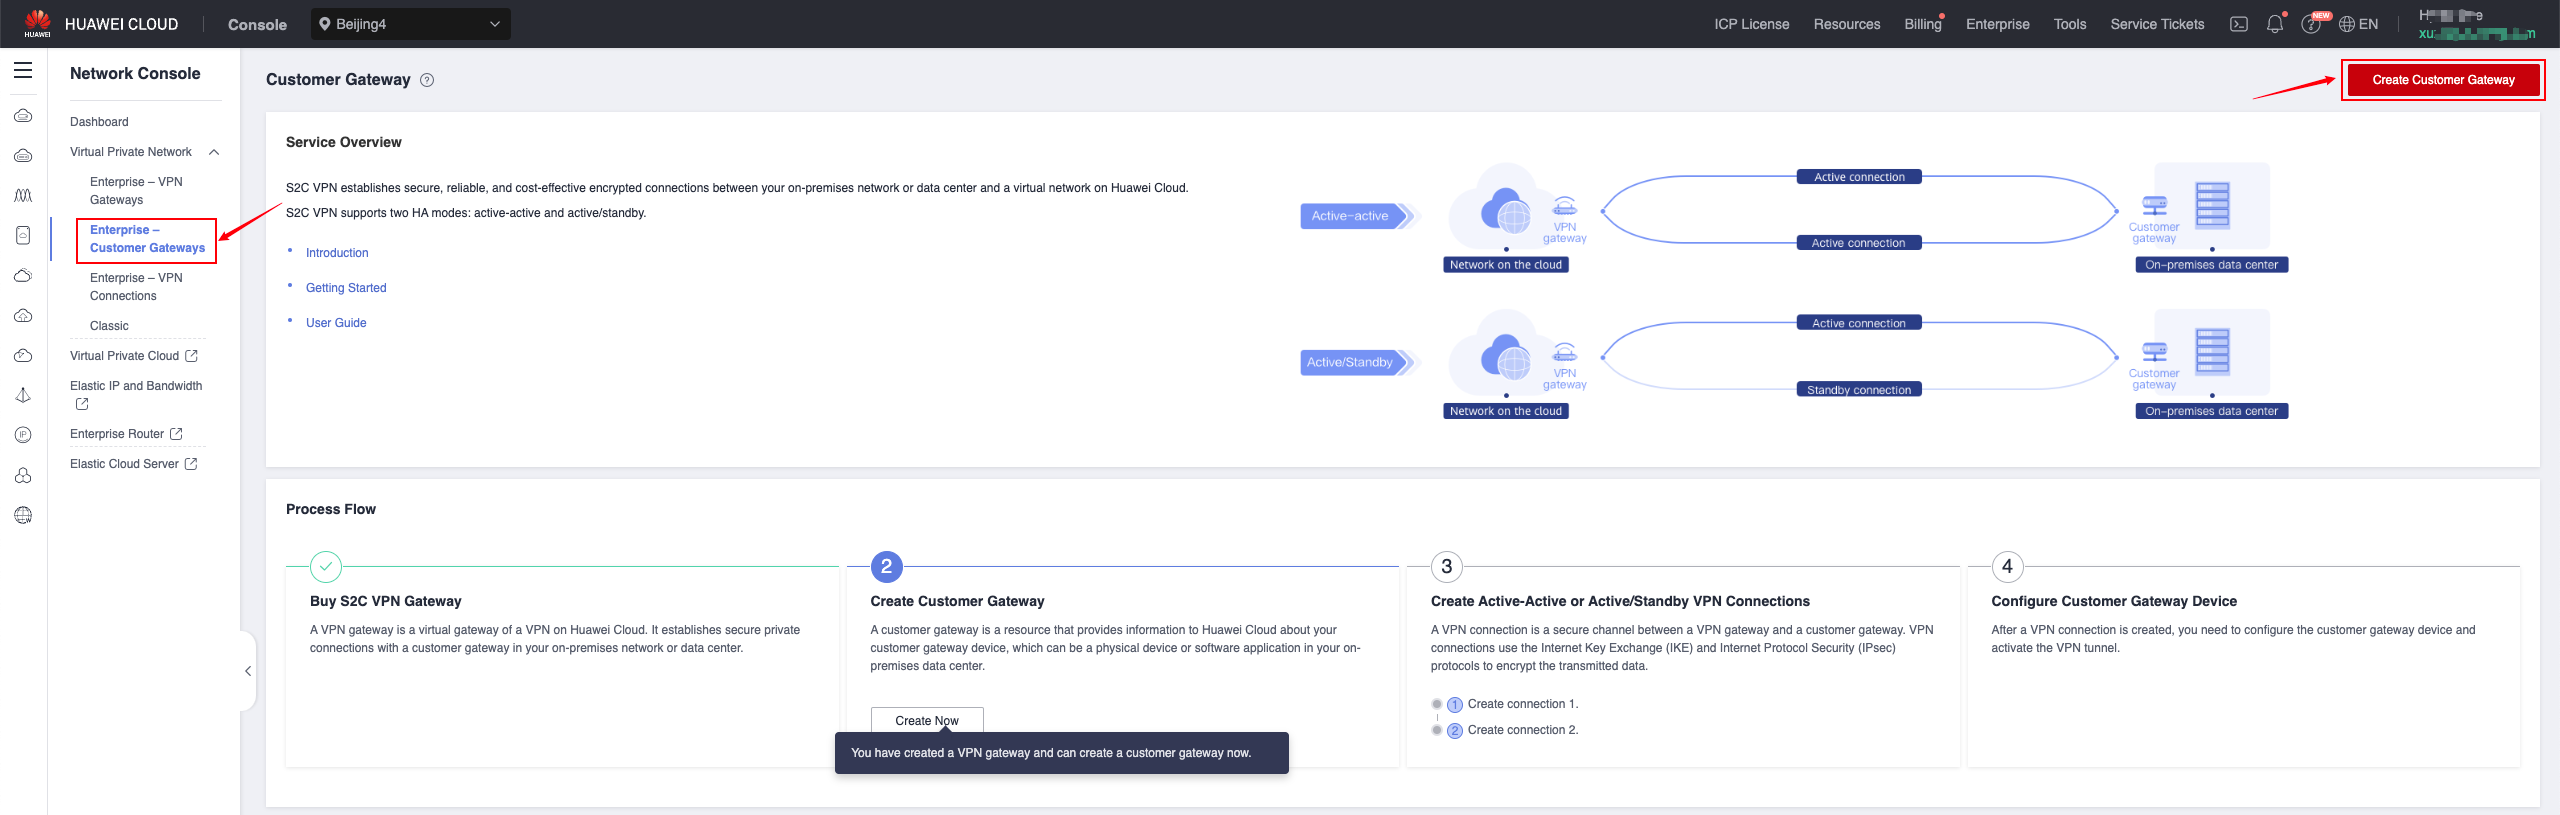 HUAWEI
HUAWEI CLOUD
Console
Beijing4
ICP License
Resources
Billing
Enterprise
Tools
Service Tickets
NEW
EN
Network Console
Dashboard
Virtual Private Network
Enterprise – VPN
Gateways
Enterprise –
Customer Gateways
Enterprise – VPN
Connections
Classic
Virtual Private Cloud
Elastic IP and Bandwidth
Enterprise Router
Elastic Cloud Server
Customer Gateway
Create Customer Gateway
Service Overview
S2C VPN establishes secure, reliable, and cost-effective encrypted connections between your on-premises network or data center and a virtual network on Huawei Cloud.
S2C VPN supports two HA modes: active-active and active/standby.
Introduction
Getting Started
User Guide
Active-active
VPN
gateway
Network on the cloud
Active connection
Active connection
Customer
gateway
On-premises data center
Active/Standby
VPN
gateway
Network on the cloud
Active connection
Standby connection
Customer
gateway
On-premises data center
Process Flow
Buy S2C VPN Gateway
A VPN gateway is a virtual gateway of a VPN on Huawei Cloud. It establishes secure private
connections with a customer gateway in your on-premises network or data center.
2
Create Customer Gateway
A customer gateway is a resource that provides information to Huawei Cloud about your
customer gateway device, which can be a physical device or software application in your on-
premises data center.
Create Now
You have created a VPN gateway and can create a customer gateway now.
3
Create Active-Active or Active/Standby VPN Connections
A VPN connection is a secure channel between a VPN gateway and a customer gateway. VPN
connections use the Internet Key Exchange (IKE) and Internet Protocol Security (IPsec)
protocols to encrypt the transmitted data.
1 Create connection 1.
2 Create connection 2.
4
Configure Customer Gateway Device
After a VPN connection is created, you need to configure the customer gateway device and
activate the VPN tunnel.